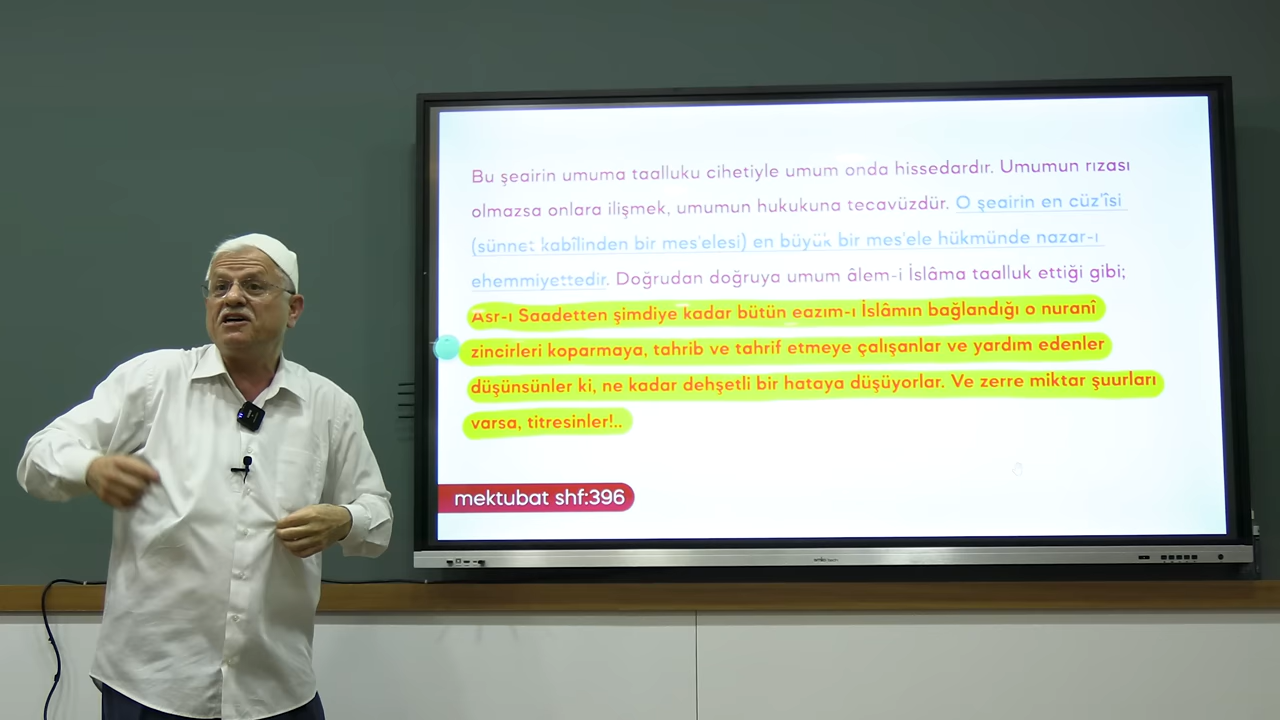 Bu şeairin umuma taalluku cihetiyle umum onda hissedardır. Umumun rızası
olmazsa onlara ilişmek, umumun hukukuna tecavüzdür. O şeairin en cüz'îsi
(sünnet kabîlinden bir mes'elesi) en büyük bir mes'ele hükmünde nazar-ı
ehemmiyettedir. Doğrudan doğruya umum âlem-i İslâma taalluk ettiği gibi;
Asr-ı Saadetten şimdiye kadar bütün eazım-ı İslâmın bağlandığı o nuranî
zincirleri koparmaya, tahrib ve tahrif etmeye çalışanlar ve yardım edenler
düşünsünler ki, ne kadar dehşetli bir hataya düşüyorlar. Ve zerre miktar şuurları
varsa, titresinler!..
mektubat shf:396